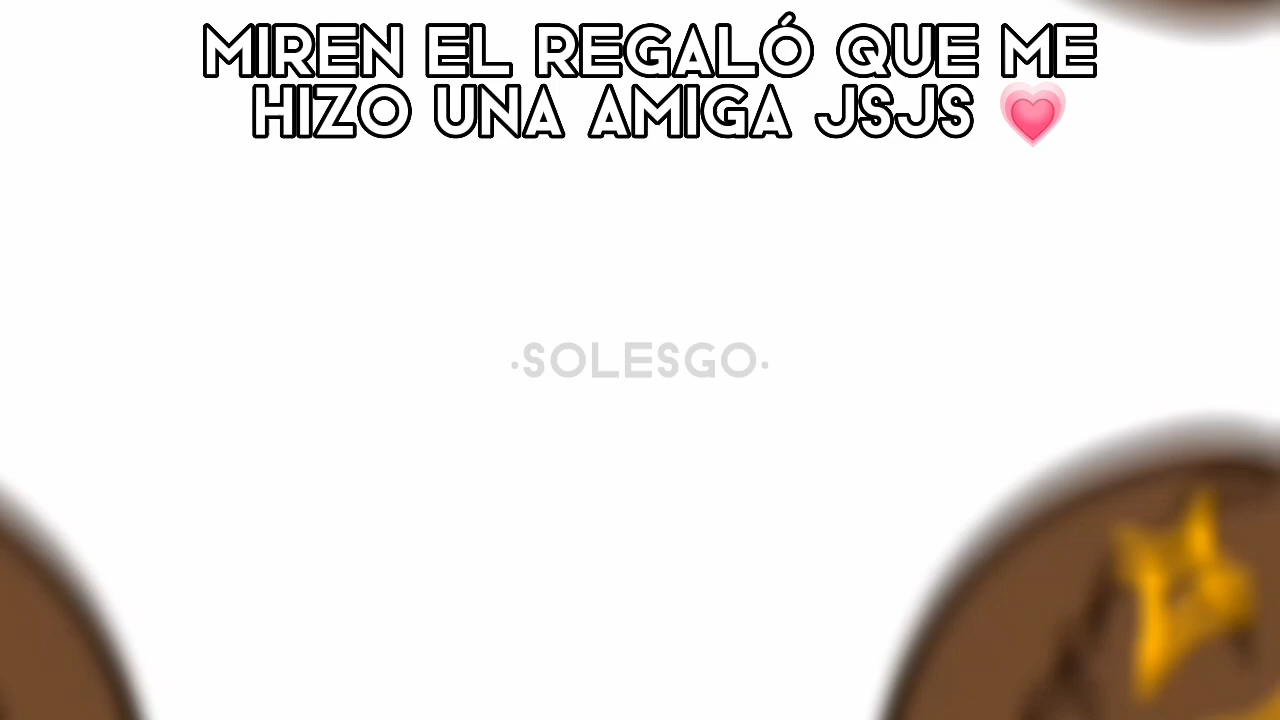 MIREN EL REGALÓ QUE ME
HIZO UNA AMIGA JSJS 💗
·SOLESGO·